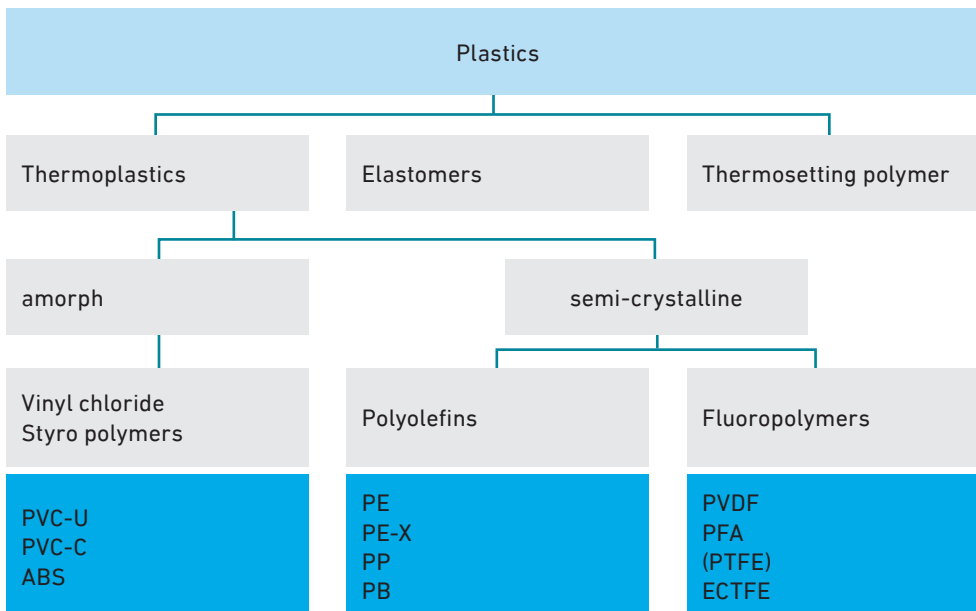 Plastics
Thermoplastics
Elastomers
Thermosetting polymer
amorph
semi-crystalline
Vinyl chloride
Styro polymers
Polyolefins
Fluoropolymers
PVC-U
PVC-C
ABS
PE
PE-X
PP
PB
PVDF
PFA
(PTFE)
ECTFE